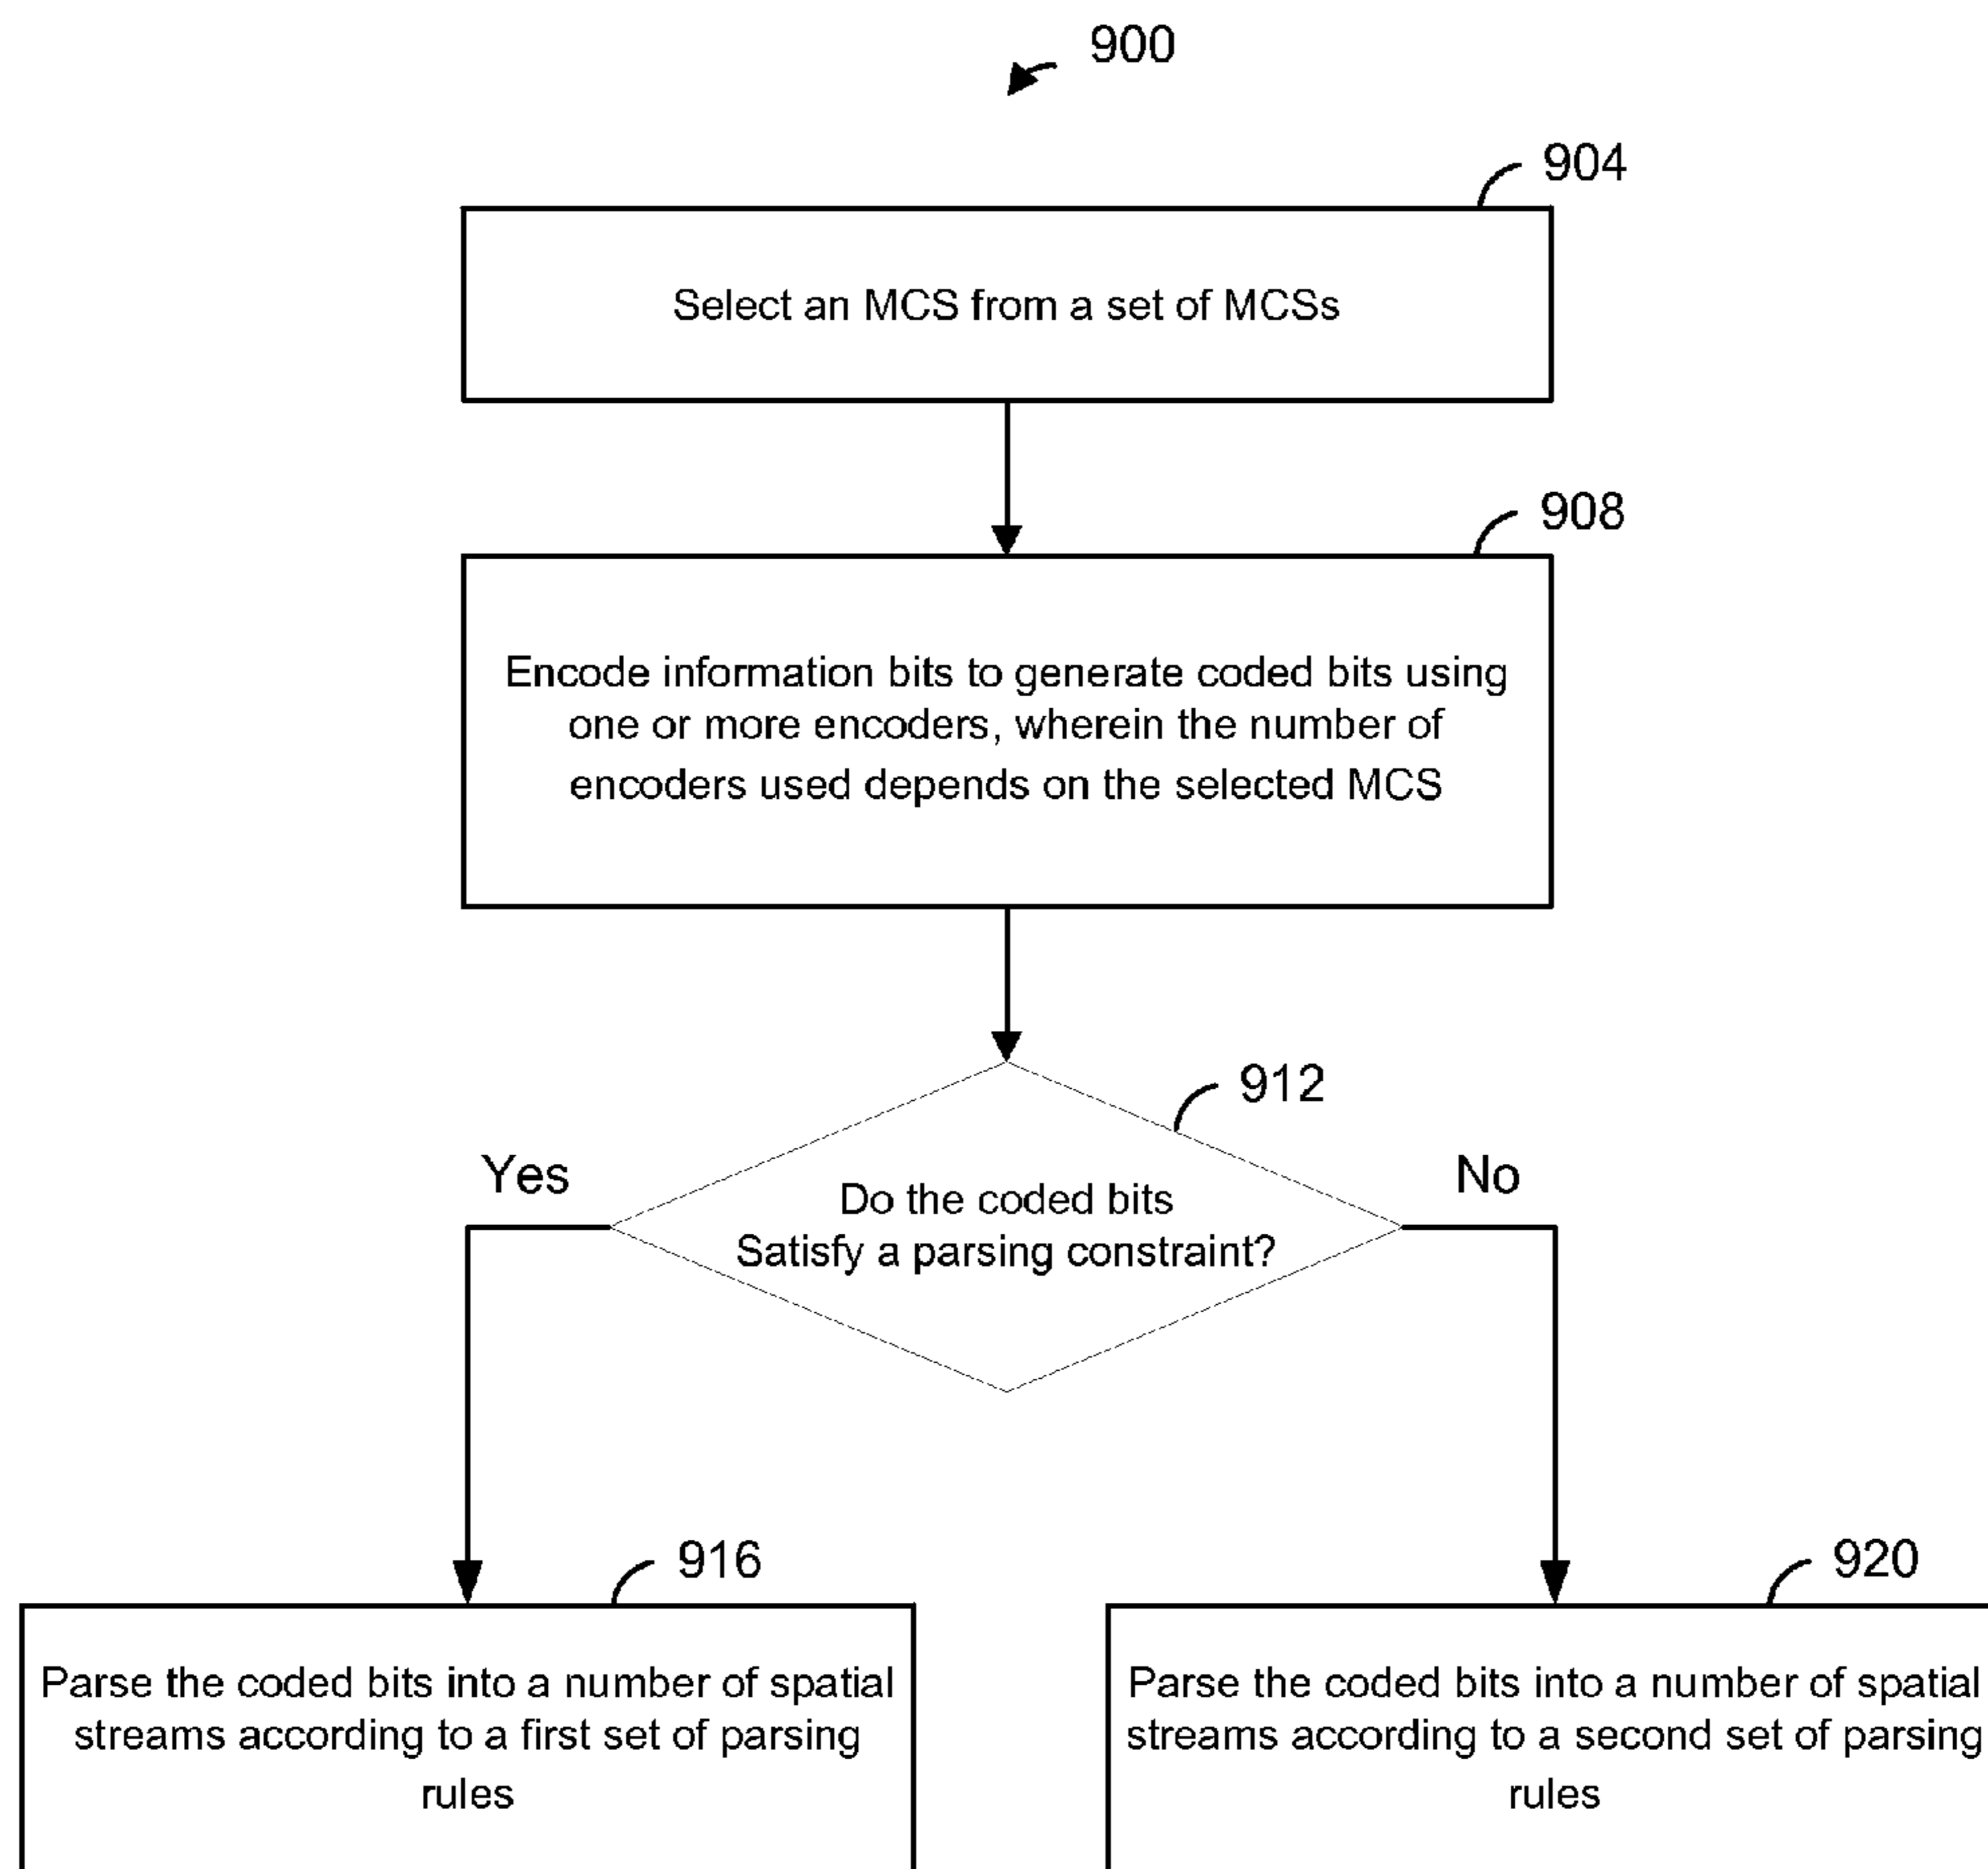 900
904
Select an MCS from a set of MCSs
908
Encode information bits to generate coded bits using
one or more encoders, wherein the number of
encoders used depends on the selected MCS
912
Yes
No
Do the coded bits
Satisfy a parsing constraint?
916
920
Parse the coded bits into a number of spatial
streams according to a first set of parsing
rules
Parse the coded bits into a number of spatial
streams according to a second set of parsing
rules